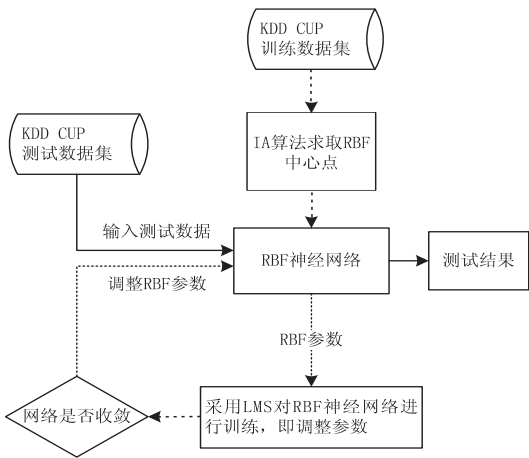 KDD CUP
训练数据集
KDD CUP
测试数据集
IA算法求取RBF
中心点
输入测试数据
RBF神经网络
测试结果
调整RBF参数
RBF参数
网络是否收敛
采用LMS对RBF神经网络进
行训练，即调整参数